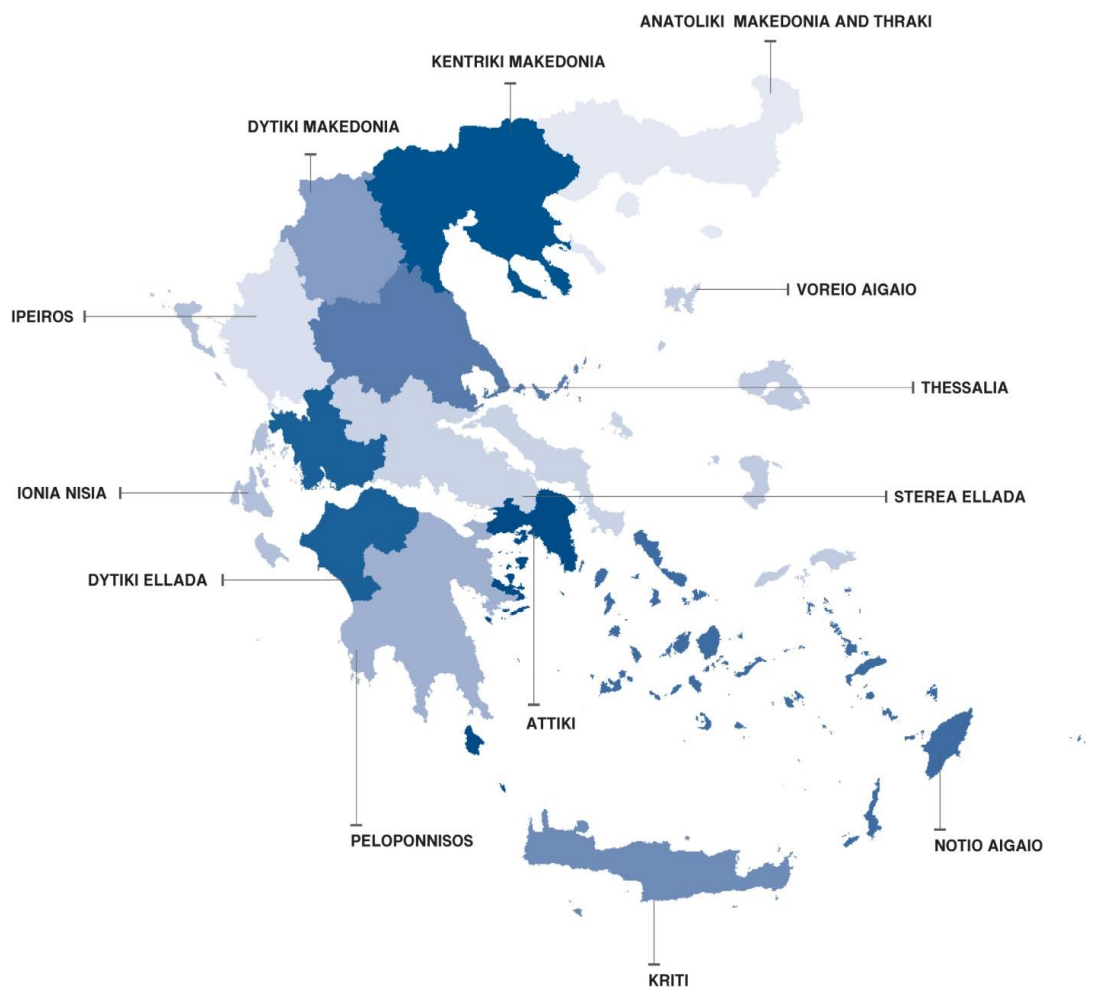 ANATOLIKI MAKEDONIA AND THRAKI
KENTRIKI MAKEDONIA
DYTIKI MAKEDONIA
VOREIO AIGAIO
IPEIROS
THESSALIA
IONIA NISIA
STEREA ELLADA
DYTIKI ELLADA
ATTIKI
PELOPONNISOS
NOTIO AIGAIO
KRITI